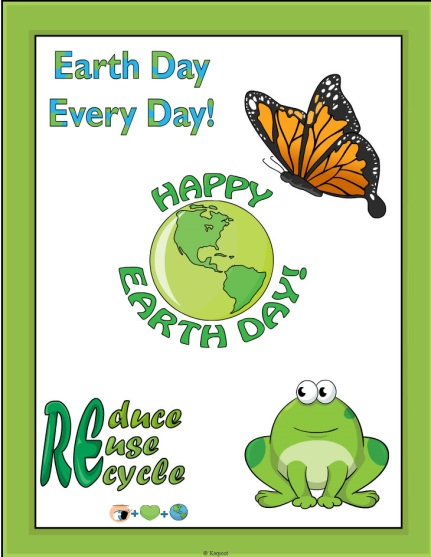 Earth Day
Every Day!
HAPPY
EARTH DAY!
REduce
REuse
REcycle